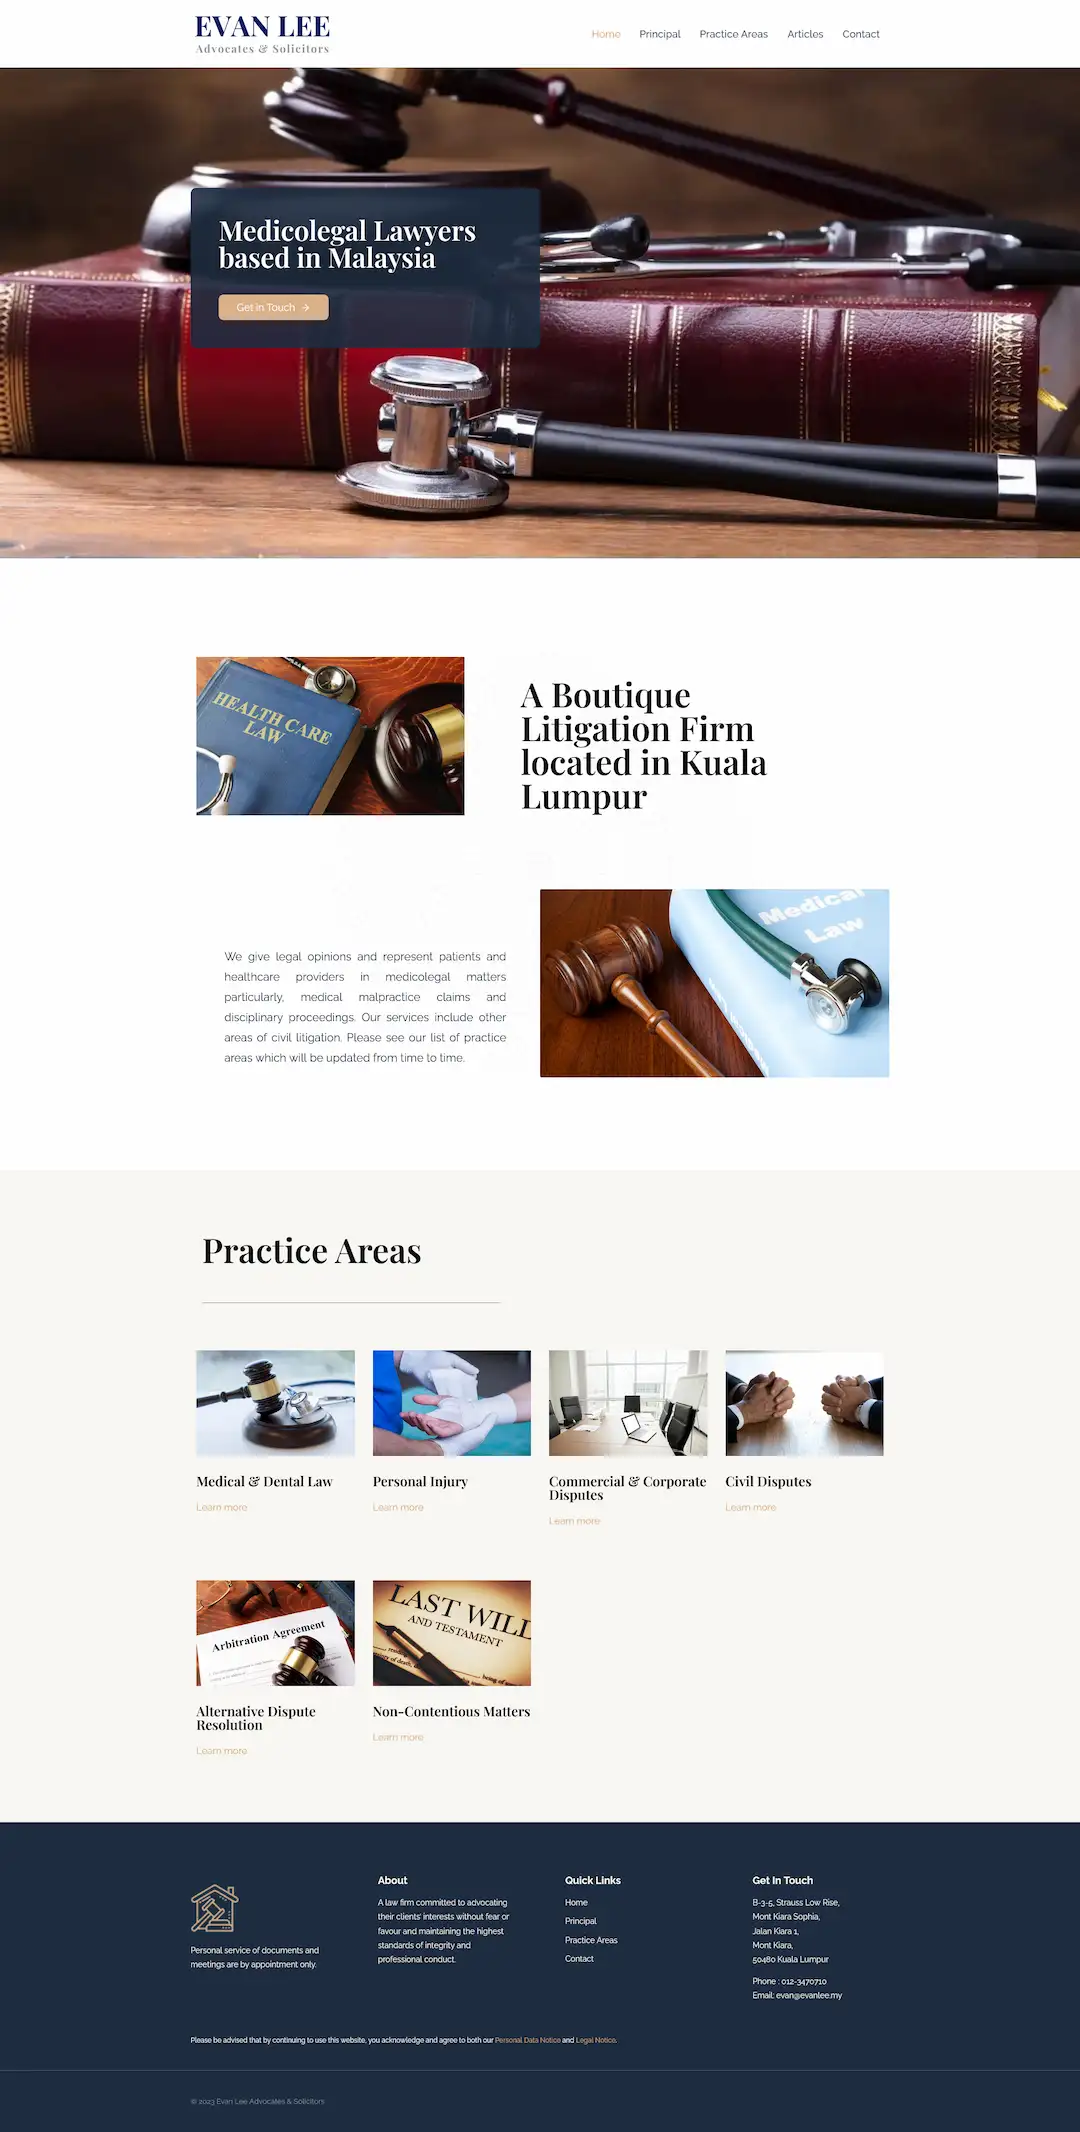 EVAN LEE
Advocates & Solicitors
Home
Principal
Practice Areas
Articles
Contact
Medicolegal Lawyers
based in Malaysia
Get in Touch →
HEALTH CARE
LAW
A Boutique
Litigation Firm
located in Kuala
Lumpur
Medical
Law
We give legal opinions and represent patients and
healthcare providers in medicolegal matters
particularly, medical malpractice claims and
disciplinary proceedings. Our services include other
areas of civil litigation. Please see our list of practice
areas which will be updated from time to time.
Practice Areas
Medical & Dental Law
Learn more
Personal Injury
Learn more
Commercial & Corporate
Disputes
Learn more
Civil Disputes
Learn more
Arbitration Agreement
Alternative Dispute
Resolution
Learn more
LAST WILL
AND TESTAMENT
Non-Contentious Matters
Learn more
Personal service of documents and
meetings are by appointment only.
About
A law firm committed to advocating
their clients' interests without fear or
favour and maintaining the highest
standards of integrity and
professional conduct.
Quick Links
Home
Principal
Practice Areas
Contact
Get In Touch
B-3-5, Strauss Low Rise,
Mont Kiara Sophia,
Jalan Kiara 1,
Mont Kiara,
50480 Kuala Lumpur
Phone : 012-3470710
Email: evan@evanlee.my
Please be advised that by continuing to use this website, you acknowledge and agree to both our Personal Data Notice and Legal Notice.
© 2023 Evan Lee Advocates & Solicitors